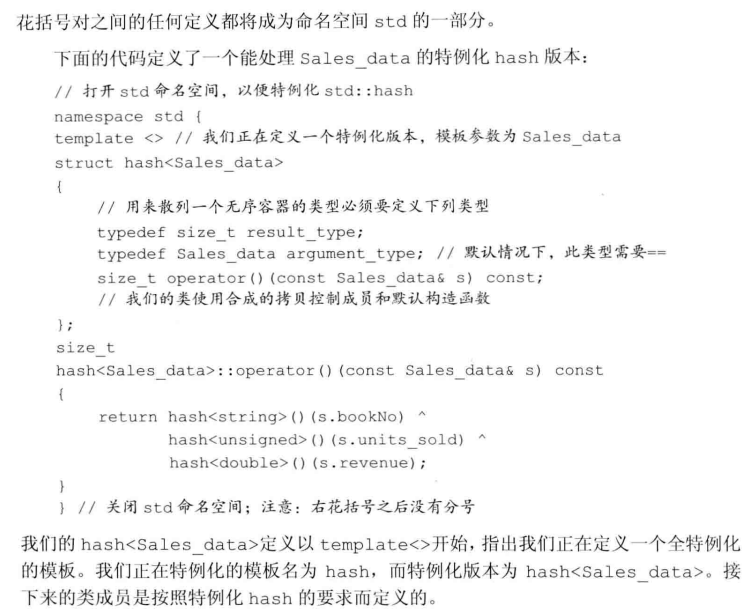 花括号对之间的任何定义都将成为命名空间 std 的一部分。
下面的代码定义了一个能处理 Sales_data 的特例化 hash 版本：
// 打开 std 命名空间，以便特例化 std::hash
namespace std {
template <> // 我们正在定义一个特例化版本，模板参数为 Sales_data
struct hash<Sales_data>
{
// 用来散列一个无序容器的类型必须要定义下列类型
typedef size_t result_type;
typedef Sales_data argument_type; // 默认情况下，此类型需要==
size_t operator()(const Sales_data& s) const;
// 我们的类使用合成的拷贝控制成员和默认构造函数
};
size_t
hash<Sales_data>::operator()(const Sales_data& s) const
{
return hash<string>()(s.bookNo) ^
hash<unsigned>()(s.units_sold) ^
hash<double>()(s.revenue);
}
} // 关闭 std 命名空间；注意：右花括号之后没有分号
我们的 hash<Sales_data>定义以 template<>开始，指出我们正在定义一个全特例化
的模板。我们正在特例化的模板名为 hash，而特例化版本为 hash<Sales_data>。接
下来的类成员是按照特例化 hash 的要求而定义的。